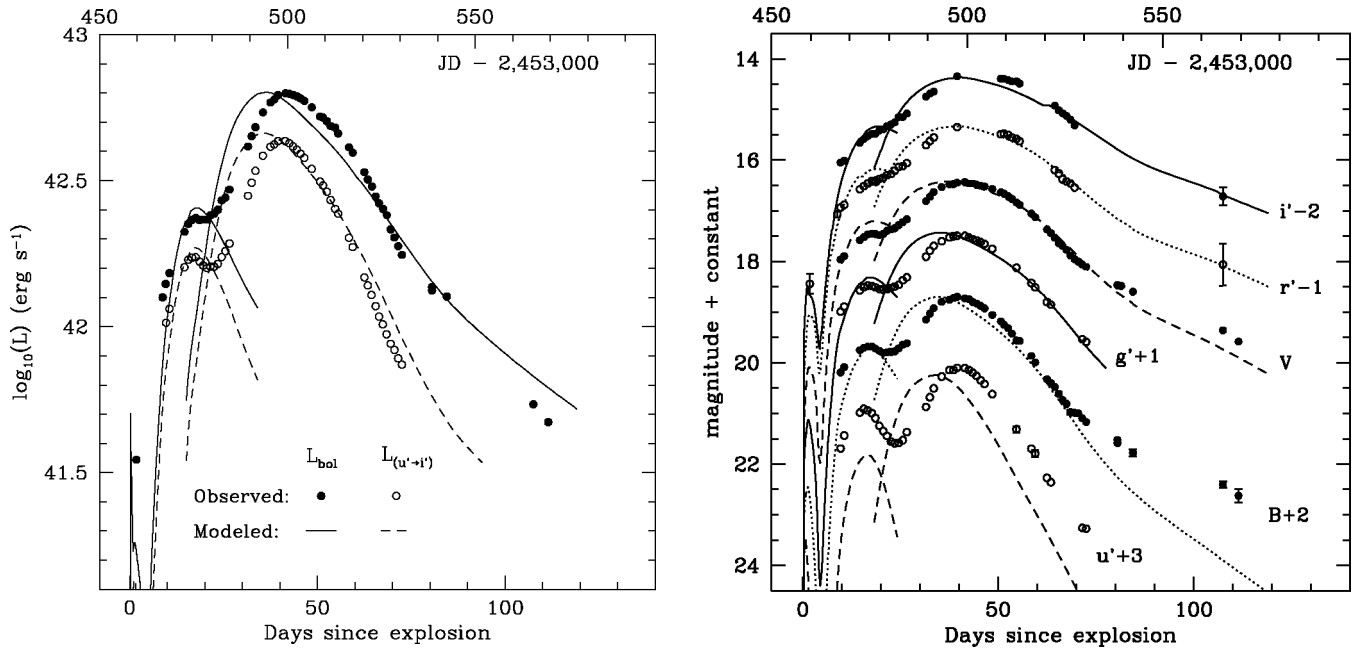 450 500 550
43
42.5
42
41.5
0 50 100
log₁₀(L) (erg s⁻¹)
Days since explosion
JD – 2,453,000
L_bol L_(u'→i')
Observed:
Modeled:
450 500 550
14
16
18
20
22
24
0 50 100
magnitude + constant
Days since explosion
JD – 2,453,000
i'–2
r'–1
V
g'+1
B+2
u'+3